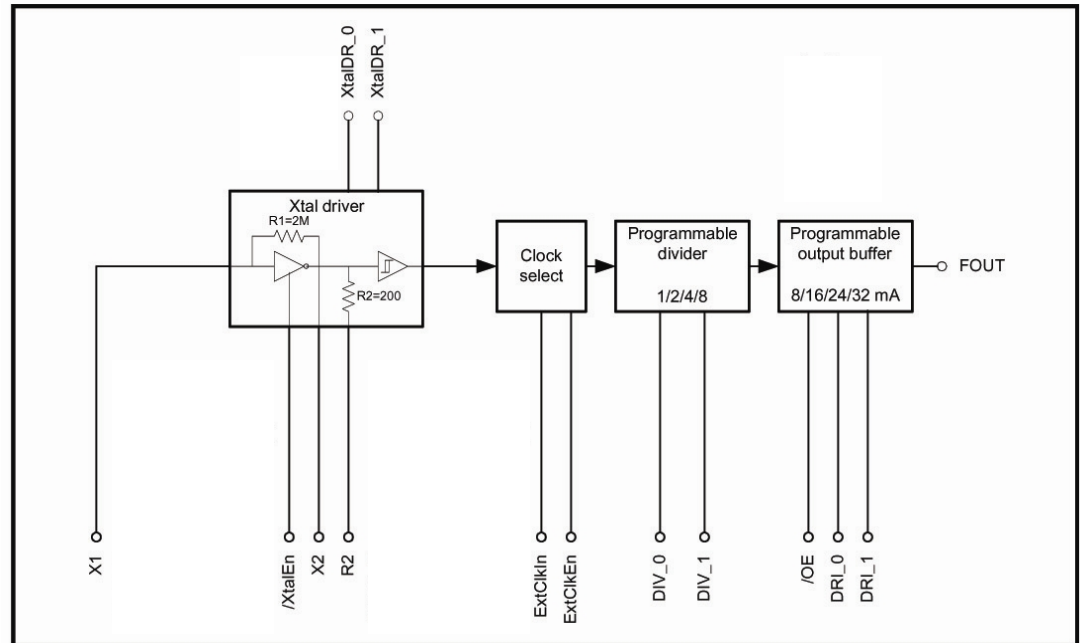 XtalDR_0
XtalDR_1
Xtal driver
R1=2M
R2=200
Clock
select
Programmable
divider
1/2/4/8
Programmable
output buffer
8/16/24/32 mA
FOUT
X1
/XtalEn
X2
R2
ExtClkIn
ExtClkEn
DIV_0
DIV_1
/OE
DRI_0
DRI_1